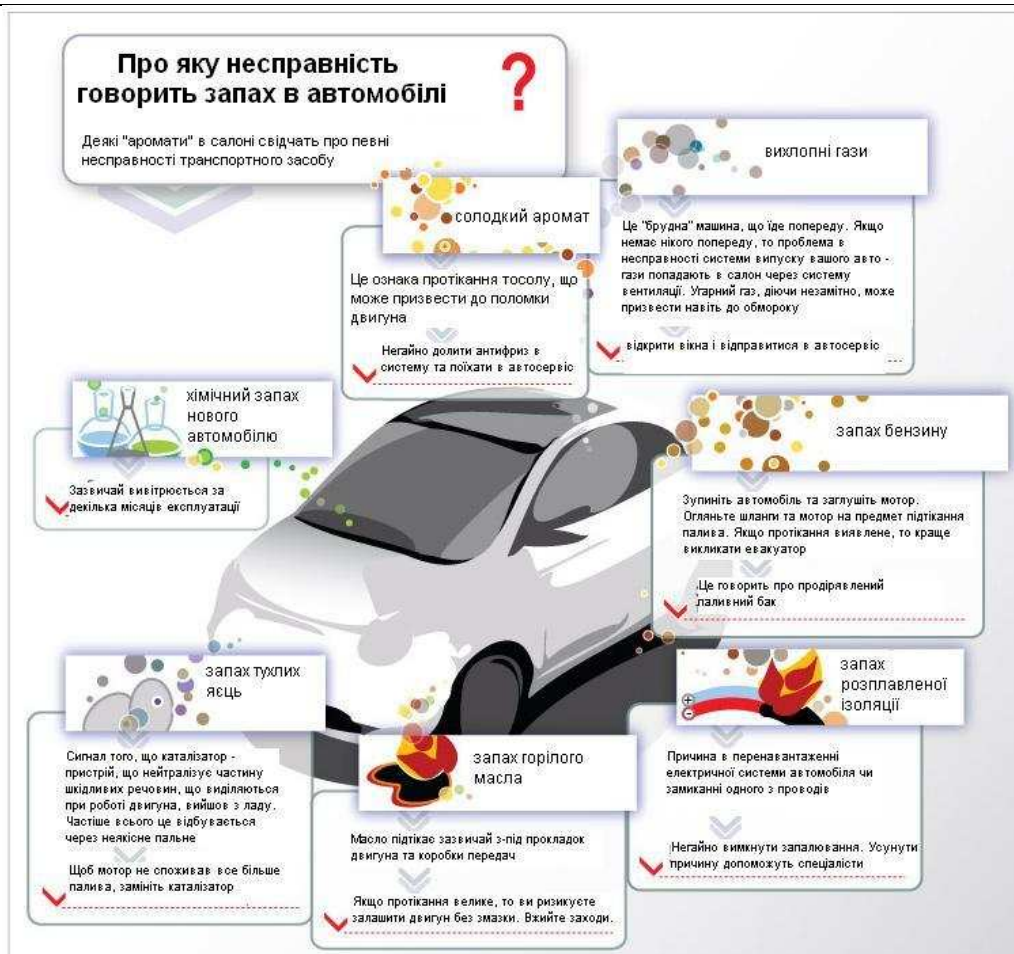 Про яку несправність
говорить запах в автомобілі
?
Деякі "аромати" в салоні свідчать про певні
несправності транспортного засобу
солодкий аромат
Це ознака протікання тосолу, що
може призвести до поломки
двигуна
Негайно долити антифриз в
систему та поїхати в автосервіс
вихлопні гази
Це "брудна" машина, що їде попереду. Якщо
немає нікого попереду, то проблема в
несправності системи випуску вашого авто -
гази попадають в салон через систему
вентиляції. Угарний газ, діючи незамітно, може
призвести навіть до обмороку
відкрити вікна і відправитися в автосервіс
хімічний запах
нового
автомобілю
Зазвичай вивітрюється за
декілька місяців експлуатації
запах бензину
Зупиніть автомобіль та заглушіть мотор.
Огляньте шланги та мотор на предмет підтікання
палива. Якщо протікання виявлене, то краще
викликати евакуатор
Це говорить про продірявлений
паливний бак
запах тухлих
яєць
Сигнал того, що каталізатор -
пристрій, що нейтралізує частину
шкідливих речовин, що виділяються
при роботі двигуна, вийшов з ладу.
Частіше всього це відбувається
через неякісне пальне
Щоб мотор не споживав все більше
палива, замініть каталізатор
запах горілого
масла
Масло підтікає зазвичай з-під прокладок
двигуна та коробки передач
Якщо протікання велике, то ви ризикуєте
залашити двигун без змазки. Вжийте заходи.
запах
розплавленої
ізоляції
Причина в перенавантаженні
електричної системи автомобіля чи
замиканні одного з проводів
Негайно вимкнути запалювання. Усунути
причину допоможуть спеціалісти